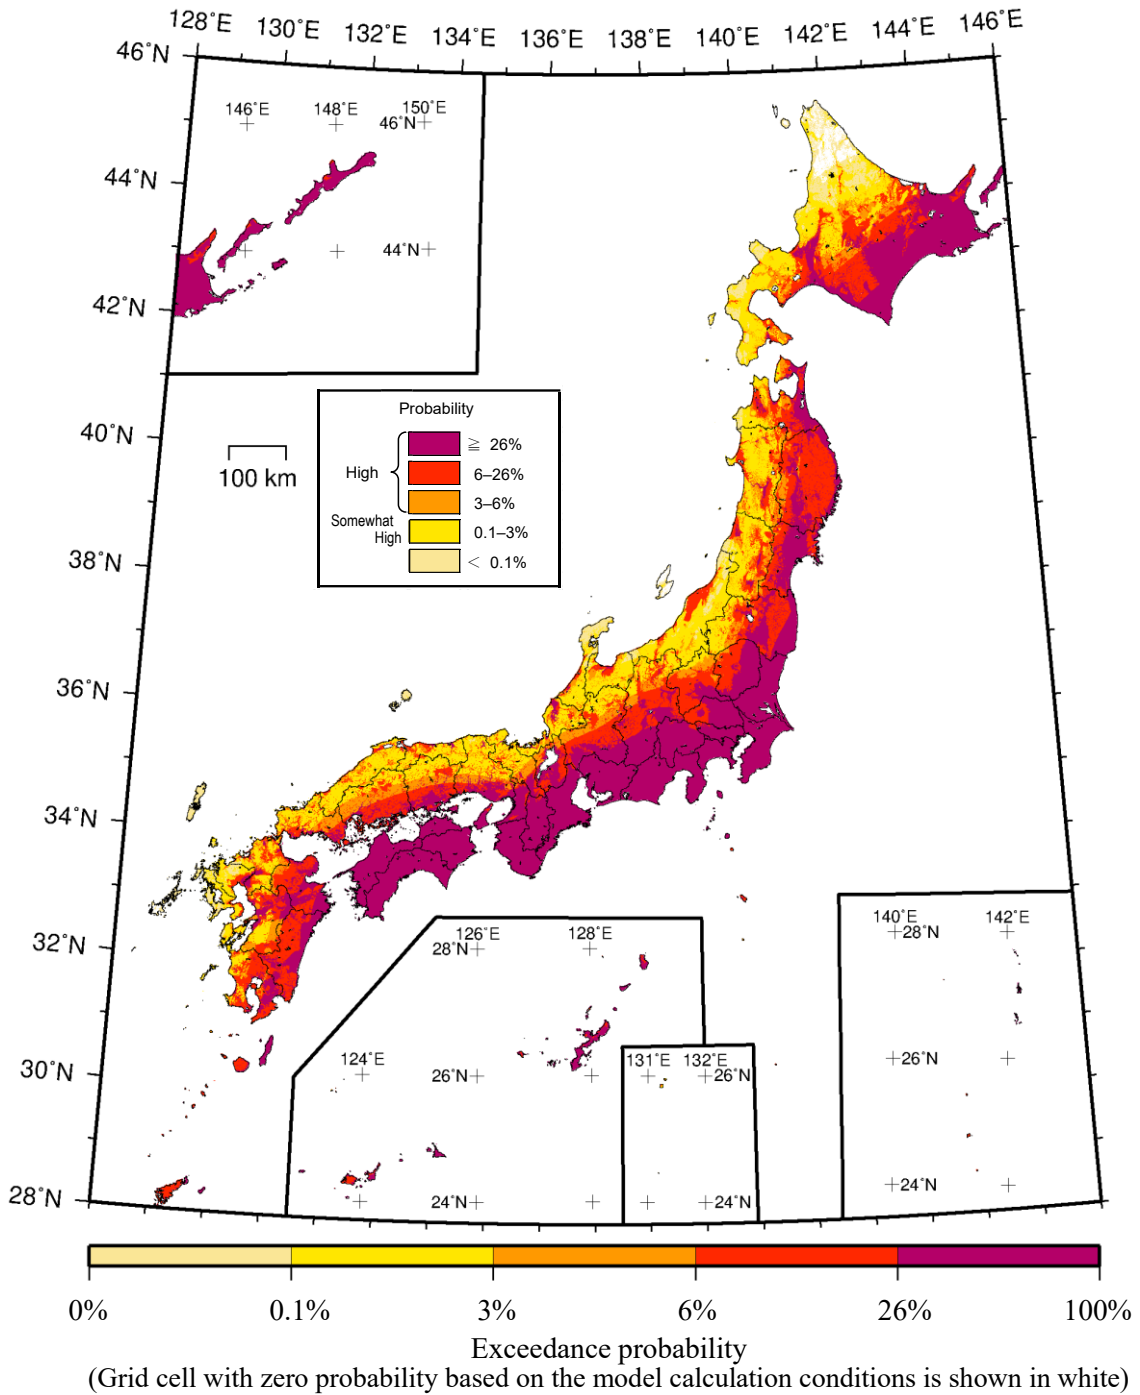 128°E 130°E 132°E 134°E 136°E 138°E 140°E 142°E 144°E 146°E
46°N
146°E 148°E 150°E
46°N
44°N
44°N
42°N
Probability
≧ 26%
High 6–26%
3–6%
Somewhat
High 0.1–3%
< 0.1%
40°N
100 km
38°N
36°N
34°N
32°N
126°E 128°E
28°N
140°E 142°E
28°N
124°E
26°N
131°E 132°E
26°N
26°N
30°N
24°N
24°N
24°N
28°N
0% 0.1% 3% 6% 26% 100%
Exceedance probability
(Grid cell with zero probability based on the model calculation conditions is shown in white)